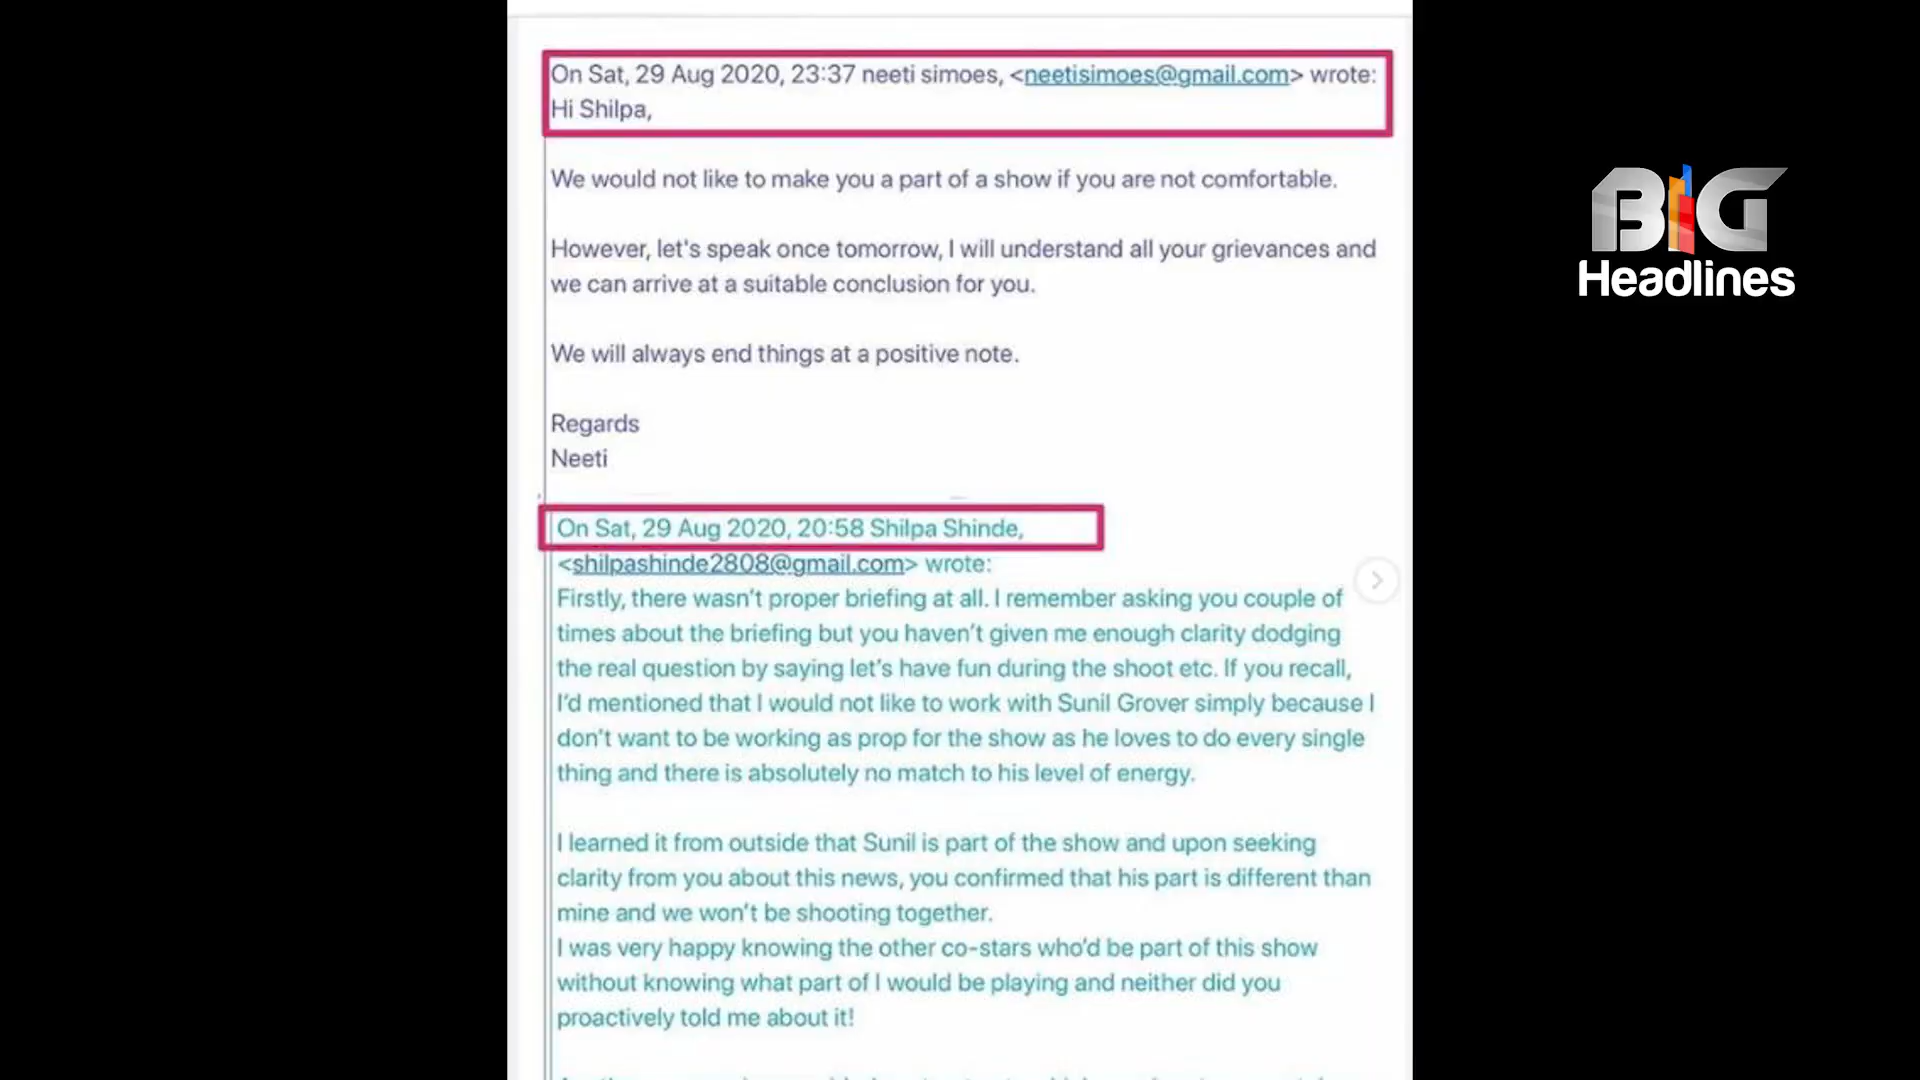 On Sat, 29 Aug 2020, 23:37 neeti simoes, <neetisimoes@gmail.com> wrote:
Hi Shilpa,
We would not like to make you a part of a show if you are not comfortable.
However, let's speak once tomorrow, I will understand all your grievances and
we can arrive at a suitable conclusion for you.
We will always end things at a positive note.
Regards
Neeti
On Sat, 29 Aug 2020, 20:58 Shilpa Shinde,
<shilpashinde2808@gmail.com> wrote:
Firstly, there wasn't proper briefing at all. I remember asking you couple of
times about the briefing but you haven't given me enough clarity dodging
the real question by saying let's have fun during the shoot etc. If you recall,
I'd mentioned that I would not like to work with Sunil Grover simply because I
don't want to be working as prop for the show as he loves to do every single
thing and there is absolutely no match to his level of energy.
I learned it from outside that Sunil is part of the show and upon seeking
clarity from you about this news, you confirmed that his part is different than
mine and we won't be shooting together.
I was very happy knowing the other co-stars who'd be part of this show
without knowing what part of I would be playing and neither did you
proactively told me about it!
BIG
Headlines